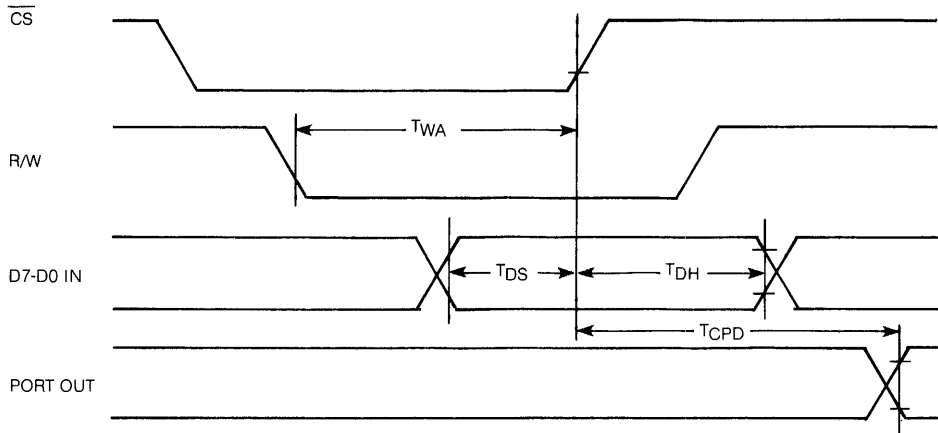 CS
TWA
R/W
D7-D0 IN
TDS
TDH
TCPD
PORT OUT